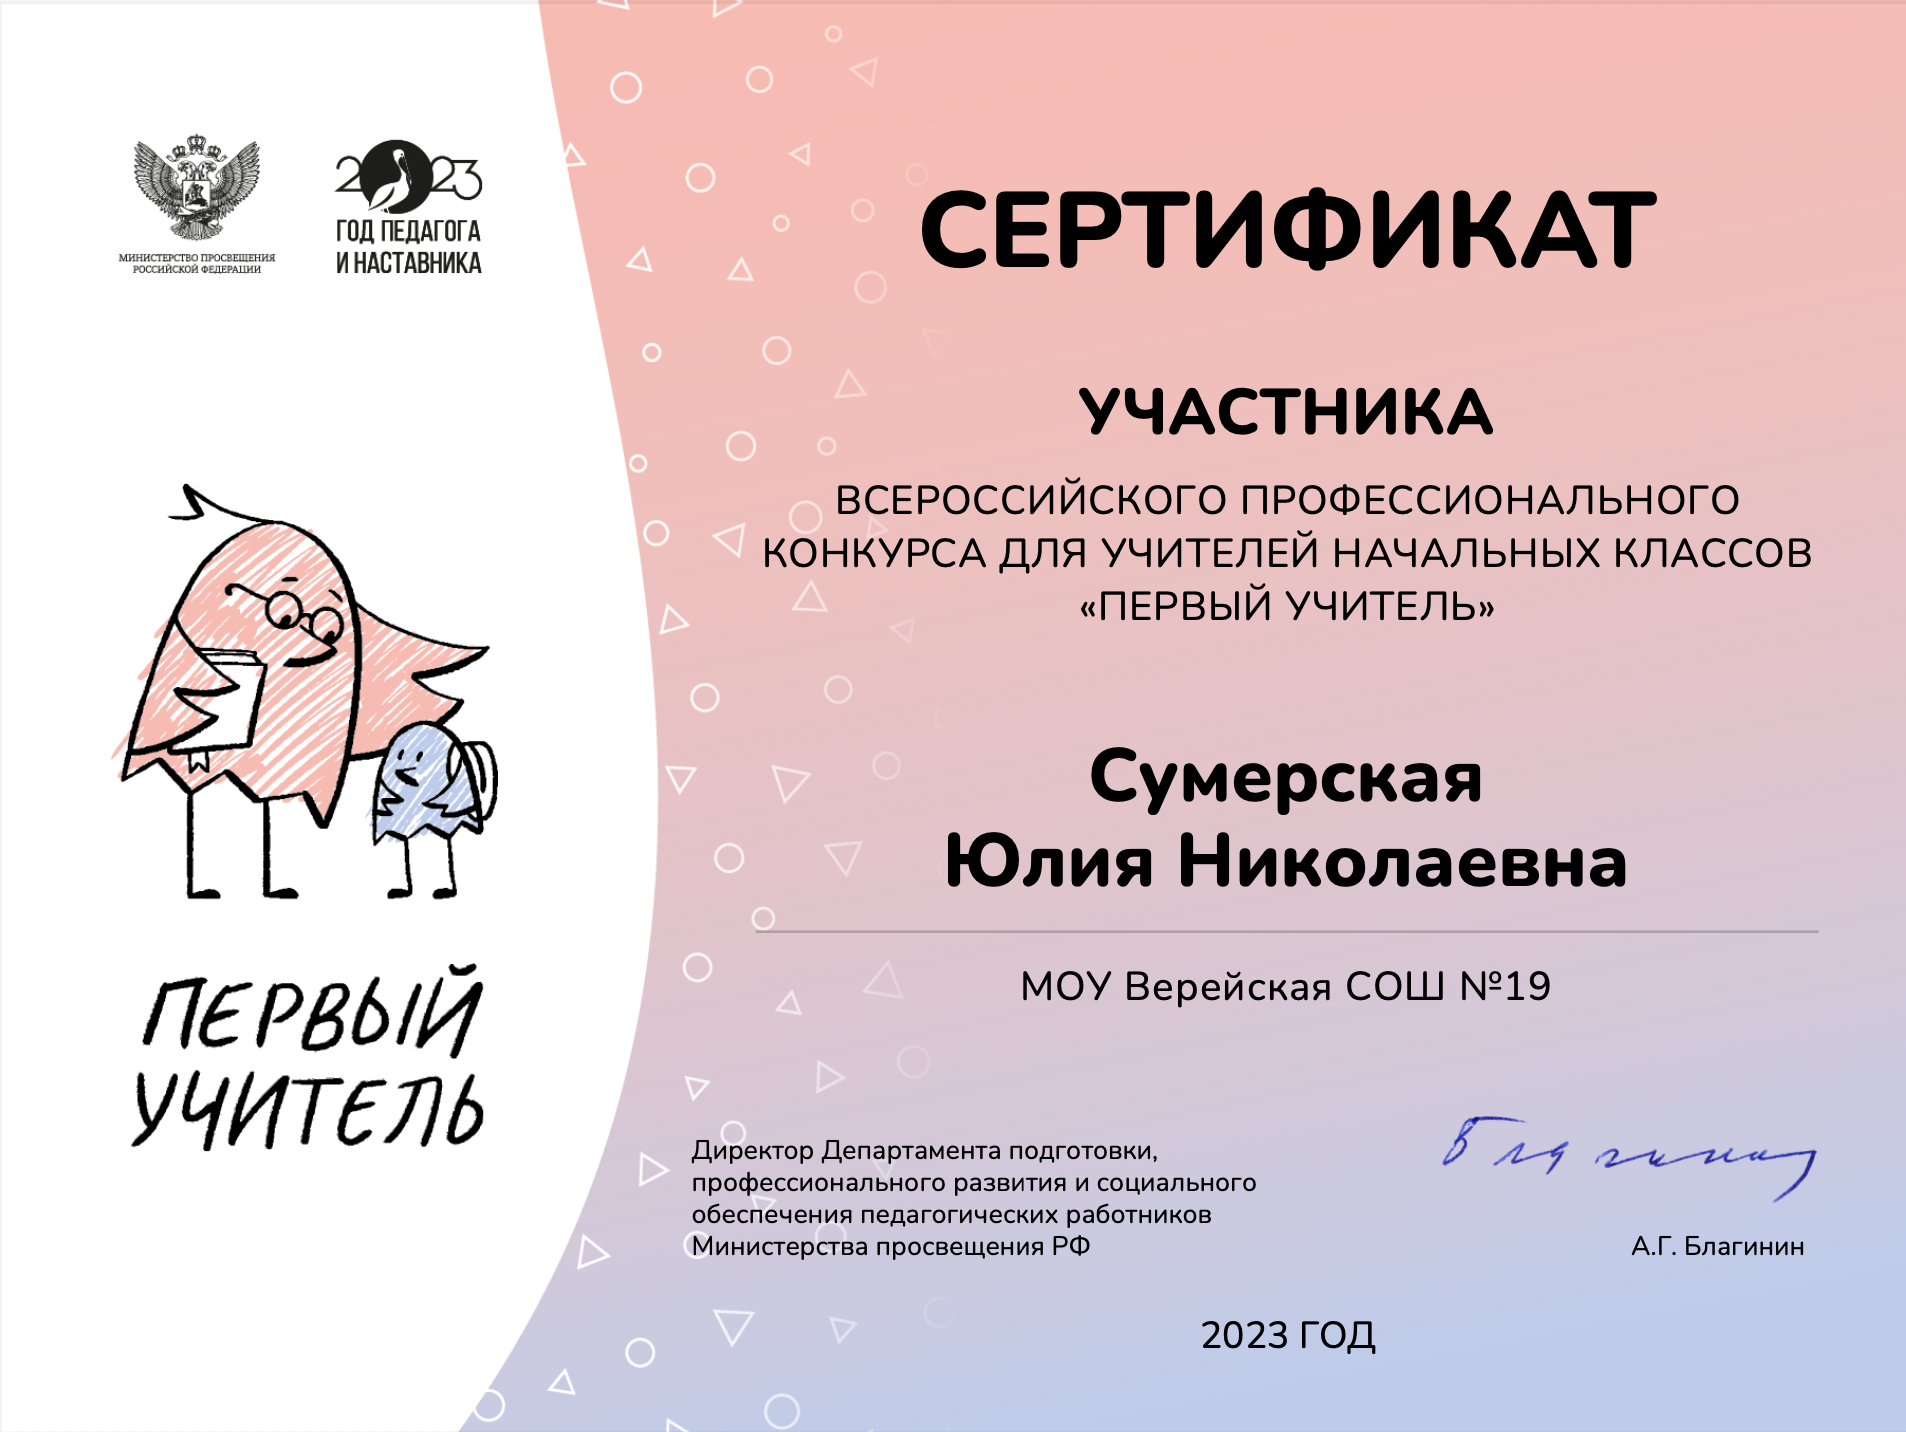 МИНИСТЕРСТВО ПРОСВЕЩЕНИЯ
РОССИЙСКОЙ ФЕДЕРАЦИИ
2023
ГОД ПЕДАГОГА
И НАСТАВНИКА
ПЕРВЫЙ
УЧИТЕЛЬ
СЕРТИФИКАТ
УЧАСТНИКА
ВСЕРОССИЙСКОГО ПРОФЕССИОНАЛЬНОГО
КОНКУРСА ДЛЯ УЧИТЕЛЕЙ НАЧАЛЬНЫХ КЛАССОВ
«ПЕРВЫЙ УЧИТЕЛЬ»
Сумерская
Юлия Николаевна
МОУ Верейская СОШ №19
Директор Департамента подготовки,
профессионального развития и социального
обеспечения педагогических работников
Министерства просвещения РФ
А.Г. Благинин
2023 ГОД